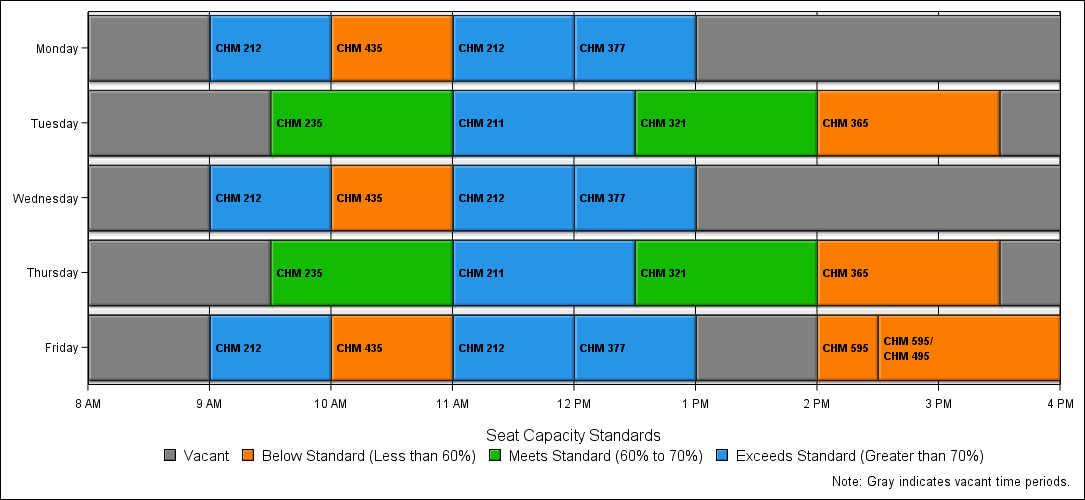 Monday
CHM 212
CHM 435
CHM 212
CHM 377
Tuesday
CHM 235
CHM 211
CHM 321
CHM 365
Wednesday
CHM 212
CHM 435
CHM 212
CHM 377
Thursday
CHM 235
CHM 211
CHM 321
CHM 365
Friday
CHM 212
CHM 435
CHM 212
CHM 377
CHM 595
CHM 595/
CHM 495
8 AM 9 AM 10 AM 11 AM 12 PM 1 PM 2 PM 3 PM 4 PM
Seat Capacity Standards
Vacant Below Standard (Less than 60%) Meets Standard (60% to 70%) Exceeds Standard (Greater than 70%)
Note: Gray indicates vacant time periods.